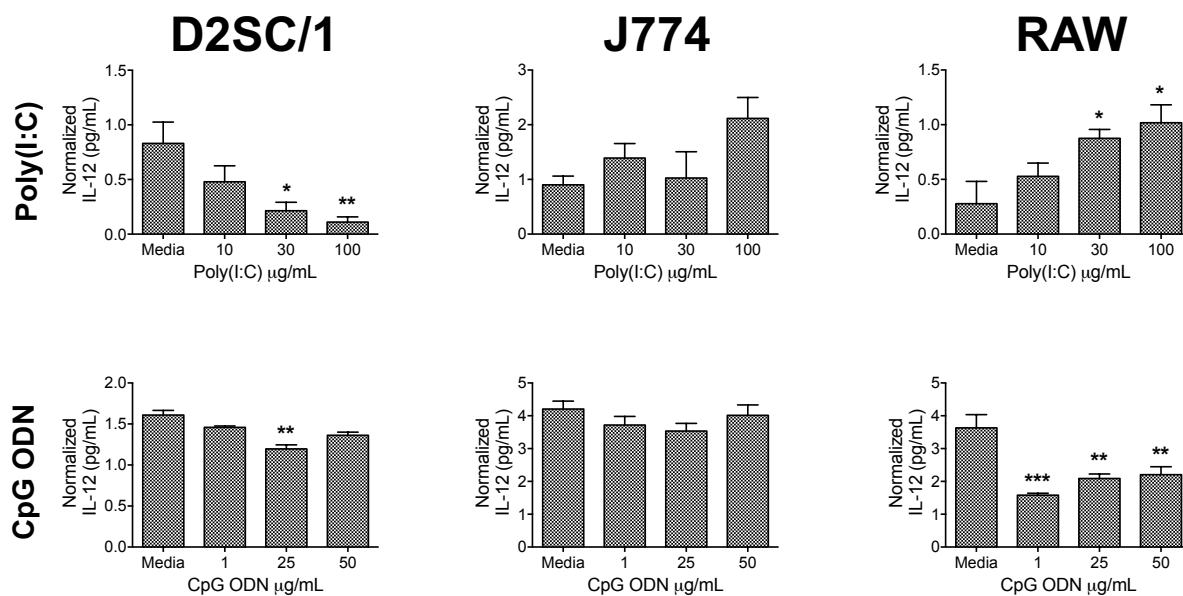 D2SC/1
J774
RAW
Poly(I:C)
Normalized
IL-12 (pg/mL)
1.5
1.0
0.5
0.0
*
**
Media 10 30 100
Poly(I:C) μg/mL
Normalized
IL-12 (pg/mL)
3
2
1
0
Media 10 30 100
Poly(I:C) μg/mL
Normalized
IL-12 (pg/mL)
1.5
1.0
0.5
0.0
*
*
Media 10 30 100
Poly(I:C) μg/mL
CpG ODN
Normalized
IL-12 (pg/mL)
2.0
1.5
1.0
0.5
0.0
**
Media 1 25 50
CpG ODN μg/mL
Normalized
IL-12 (pg/mL)
5
4
3
2
1
0
Media 1 25 50
CpG ODN μg/mL
Normalized
IL-12 (pg/mL)
5
4
3
2
1
0
***
**
**
Media 1 25 50
CpG ODN μg/mL